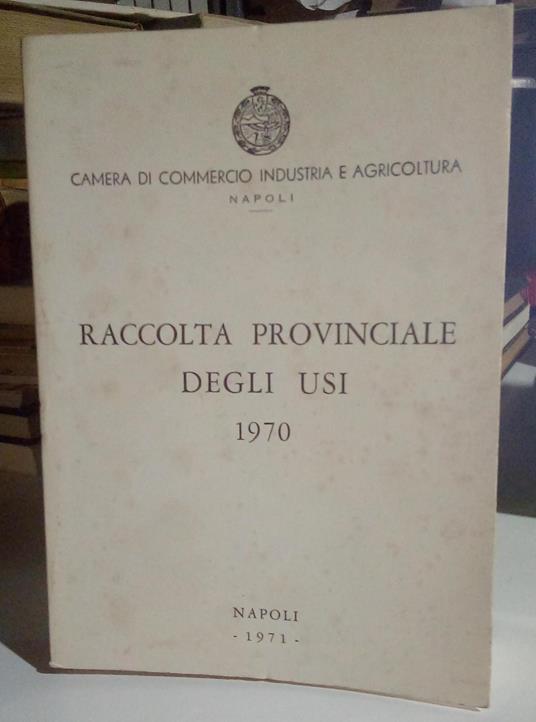 CAMERA DI COMMERCIO INDUSTRIA E AGRICOLTURA
NAPOLI
RACCOLTA PROVINCIALE
DEGLI USI
1970
NAPOLI
- 1971 -